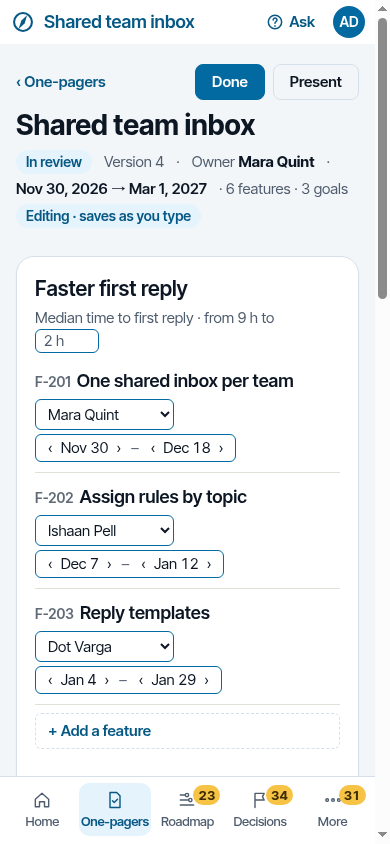 Shared team inbox
Ask
AD
‹ One-pagers
Done
Present
Shared team inbox
In review Version 4 · Owner Mara Quint ·
Nov 30, 2026 → Mar 1, 2027 · 6 features · 3 goals
Editing · saves as you type
Faster first reply
Median time to first reply · from 9 h to
2 h
F-201 One shared inbox per team
Mara Quint
‹ Nov 30 › – ‹ Dec 18 ›
F-202 Assign rules by topic
Ishaan Pell
‹ Dec 7 › – ‹ Jan 12 ›
F-203 Reply templates
Dot Varga
‹ Jan 4 › – ‹ Jan 29 ›
+ Add a feature
23
34
31
Home
One-pagers
Roadmap
Decisions
More